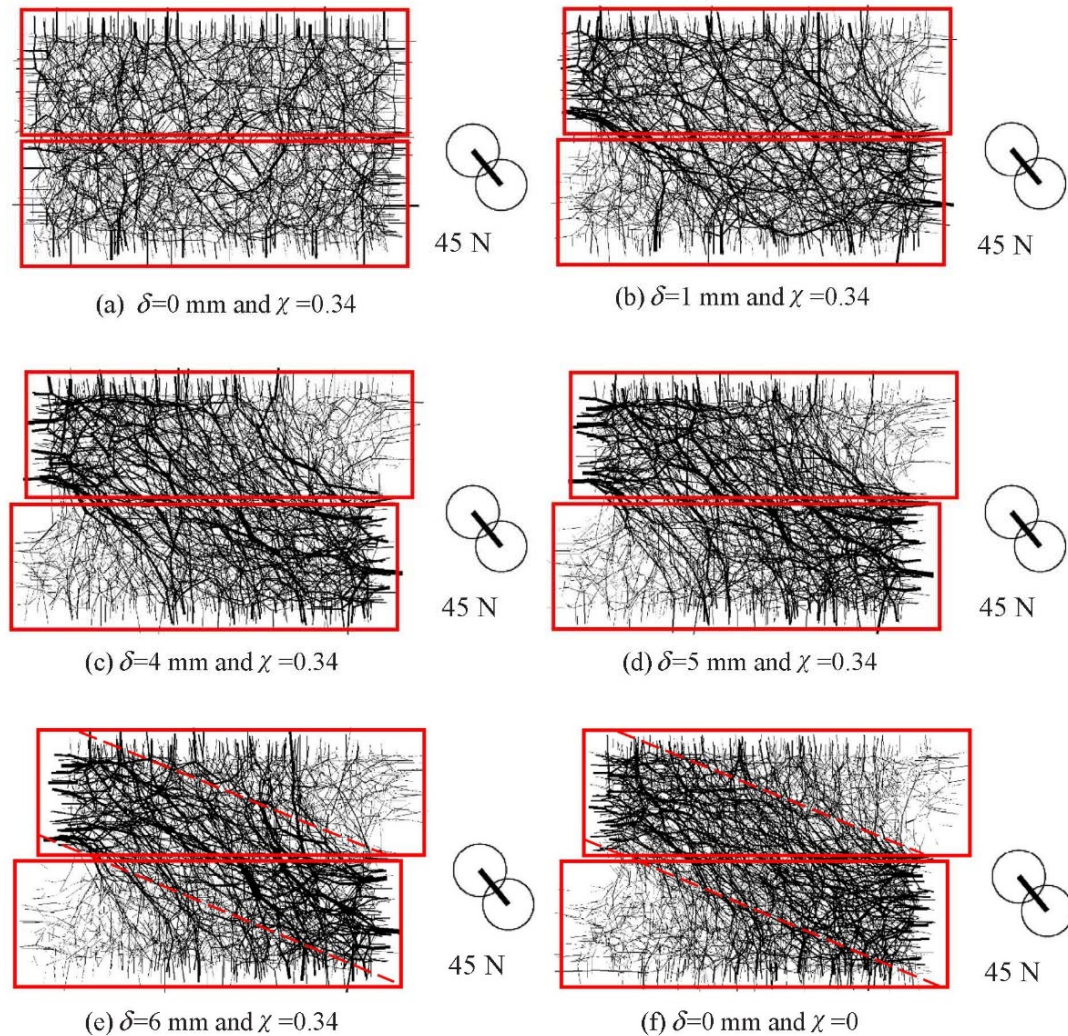 45 N
45 N
(a) δ=0 mm and χ =0.34
(b) δ=1 mm and χ =0.34
45 N
45 N
(c) δ=4 mm and χ =0.34
(d) δ=5 mm and χ =0.34
45 N
45 N
(e) δ=6 mm and χ =0.34
(f) δ=0 mm and χ =0